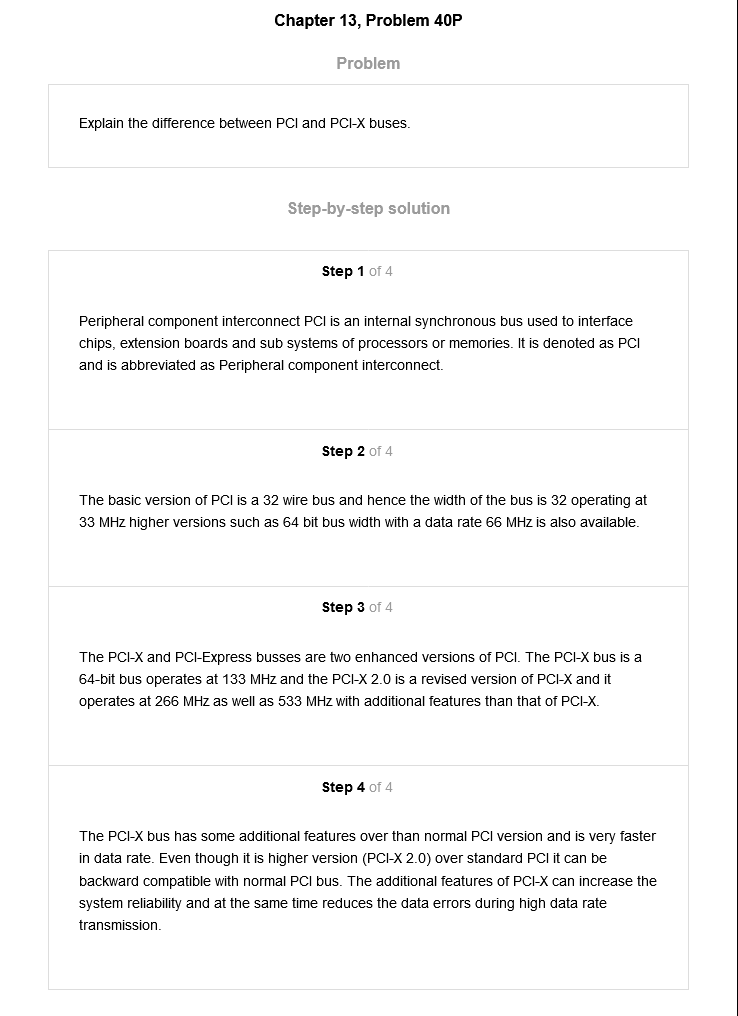 Chapter 13, Problem 40P
Problem
Explain the difference between PCI and PCI-X buses.
Step-by-step solution
Step 1 of 4
Peripheral component interconnect PCI is an internal synchronous bus used to interface
chips, extension boards and sub systems of processors or memories. It is denoted as PCI
and is abbreviated as Peripheral component interconnect.
Step 2 of 4
The basic version of PCI is a 32 wire bus and hence the width of the bus is 32 operating at
33 MHz higher versions such as 64 bit bus width with a data rate 66 MHz is also available.
Step 3 of 4
The PCI-X and PCI-Express busses are two enhanced versions of PCI. The PCI-X bus is a
64-bit bus operates at 133 MHz and the PCI-X 2.0 is a revised version of PCI-X and it
operates at 266 MHz as well as 533 MHz with additional features than that of PCI-X.
Step 4 of 4
The PCI-X bus has some additional features over than normal PCI version and is very faster
in data rate. Even though it is higher version (PCI-X 2.0) over standard PCI it can be
backward compatible with normal PCI bus. The additional features of PCI-X can increase the
system reliability and at the same time reduces the data errors during high data rate
transmission.